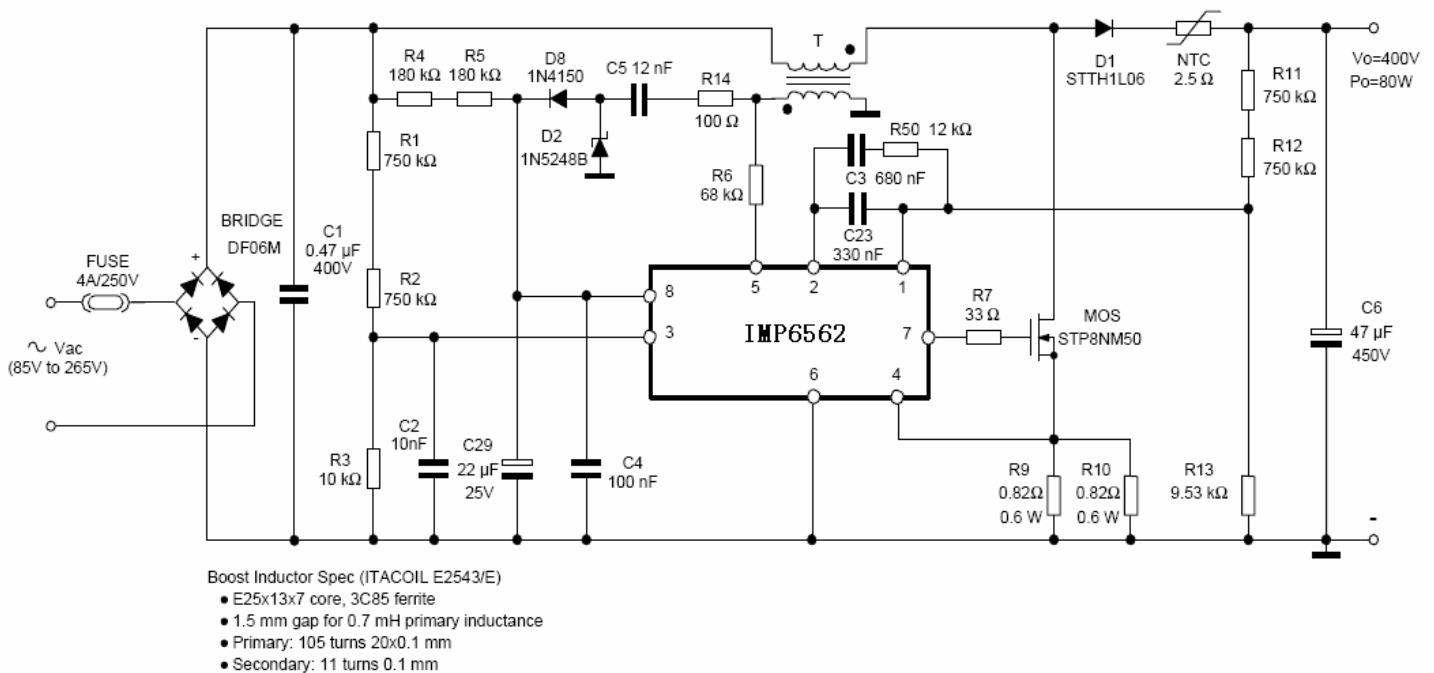 R4
180 kΩ
R5
180 kΩ
D8
1N4150
C5 12 nF
R14
100 Ω
T
D1
STTH1L06
NTC
2.5 Ω
Vo=400V
Po=80W
R11
750 kΩ
R12
750 kΩ
R1
750 kΩ
D2
1N5248B
R50 12 kΩ
C3
680 nF
R6
68 kΩ
C23
330 nF
BRIDGE
DF06M
+
-
C1
0.47 µF
400V
FUSE
4A/250V
R2
750 kΩ
Vac
(85V to 265V)
5
2
1
8
3
IMP6562
7
6
4
R7
33 Ω
MOS
STP8NM50
C6
47 µF
450V
C2
10nF
C29
22 µF
25V
C4
100 nF
R3
10 kΩ
R9
0.82Ω
0.6 W
R10
0.82Ω
0.6 W
R13
9.53 kΩ
-
Boost Inductor Spec (ITACOIL E2543/E)
● E25x13x7 core, 3C85 ferrite
● 1.5 mm gap for 0.7 mH primary inductance
● Primary: 105 turns 20x0.1 mm
● Secondary: 11 turns 0.1 mm